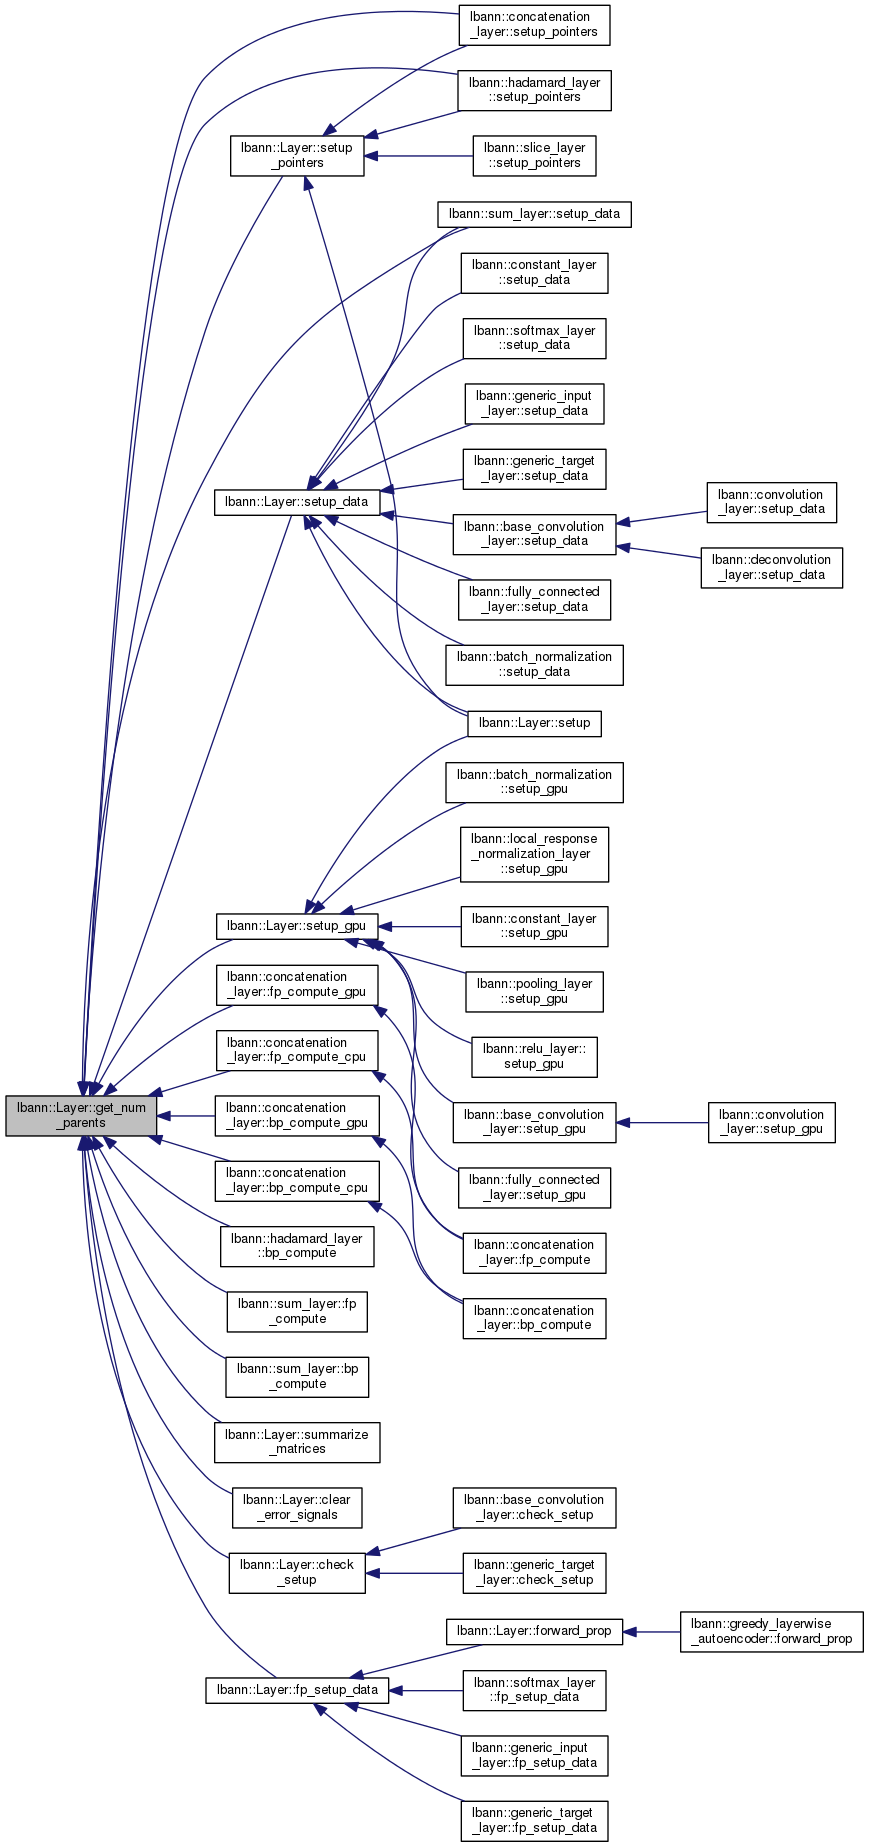 lbann::concatenation
_layer::setup_pointers
lbann::hadamard_layer
::setup_pointers
lbann::Layer::setup
_pointers
lbann::slice_layer
::setup_pointers
lbann::sum_layer::setup_data
lbann::constant_layer
::setup_data
lbann::softmax_layer
::setup_data
lbann::generic_input
_layer::setup_data
lbann::generic_target
_layer::setup_data
lbann::Layer::setup_data
lbann::base_convolution
_layer::setup_data
lbann::convolution
_layer::setup_data
lbann::deconvolution
_layer::setup_data
lbann::fully_connected
_layer::setup_data
lbann::batch_normalization
::setup_data
lbann::Layer::setup
lbann::batch_normalization
::setup_gpu
lbann::local_response
_normalization_layer
::setup_gpu
lbann::Layer::setup_gpu
lbann::constant_layer
::setup_gpu
lbann::concatenation
_layer::fp_compute_gpu
lbann::pooling_layer
::setup_gpu
lbann::concatenation
_layer::fp_compute_cpu
lbann::relu_layer::
setup_gpu
lbann::Layer::get_num
_parents
lbann::concatenation
_layer::bp_compute_gpu
lbann::base_convolution
_layer::setup_gpu
lbann::convolution
_layer::setup_gpu
lbann::concatenation
_layer::bp_compute_cpu
lbann::fully_connected
_layer::setup_gpu
lbann::hadamard_layer
::bp_compute
lbann::concatenation
_layer::fp_compute
lbann::sum_layer::fp
_compute
lbann::concatenation
_layer::bp_compute
lbann::sum_layer::bp
_compute
lbann::Layer::summarize
_matrices
lbann::Layer::clear
_error_signals
lbann::base_convolution
_layer::check_setup
lbann::Layer::check
_setup
lbann::generic_target
_layer::check_setup
lbann::Layer::forward_prop
lbann::greedy_layerwise
_autoencoder::forward_prop
lbann::Layer::fp_setup_data
lbann::softmax_layer
::fp_setup_data
lbann::generic_input
_layer::fp_setup_data
lbann::generic_target
_layer::fp_setup_data